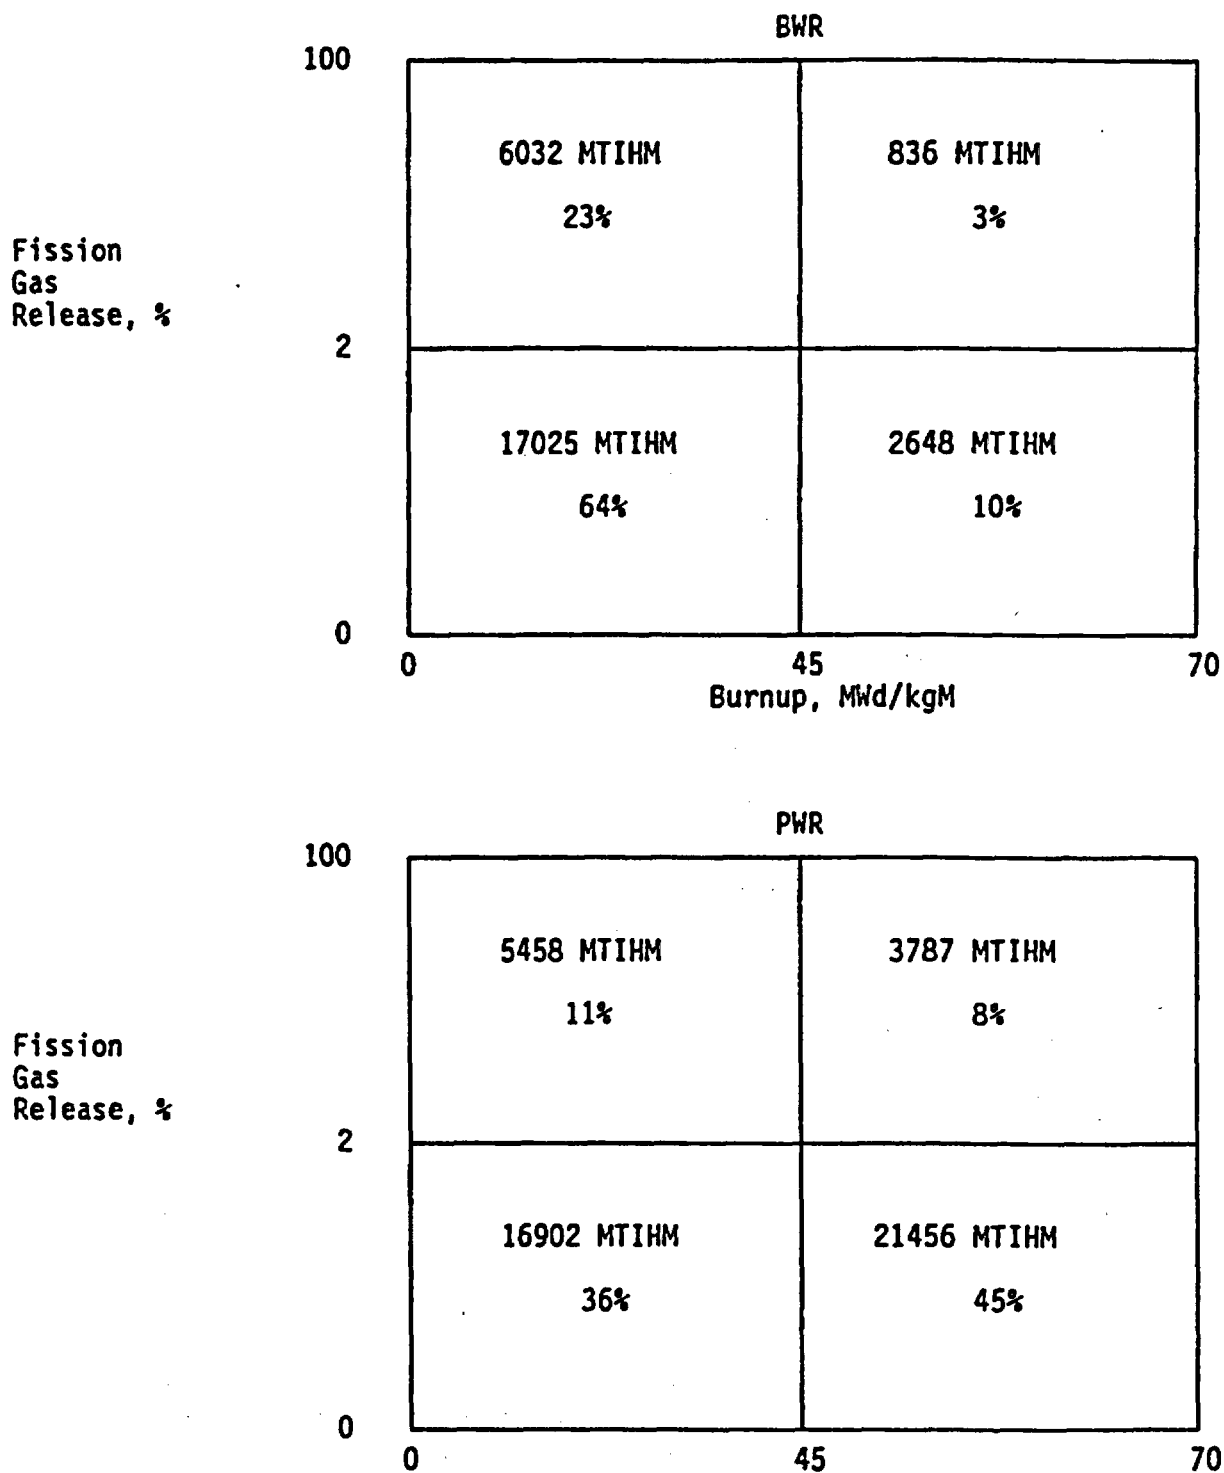 BWR
100
6032 MTIHM
836 MTIHM
23%
3%
Fission
Gas
Release, %
2
17025 MTIHM
2648 MTIHM
64%
10%
0
0
45
70
Burnup, MWd/kgM
PWR
100
5458 MTIHM
3787 MTIHM
11%
8%
Fission
Gas
Release, %
2
16902 MTIHM
21456 MTIHM
36%
45%
0
0
45
70